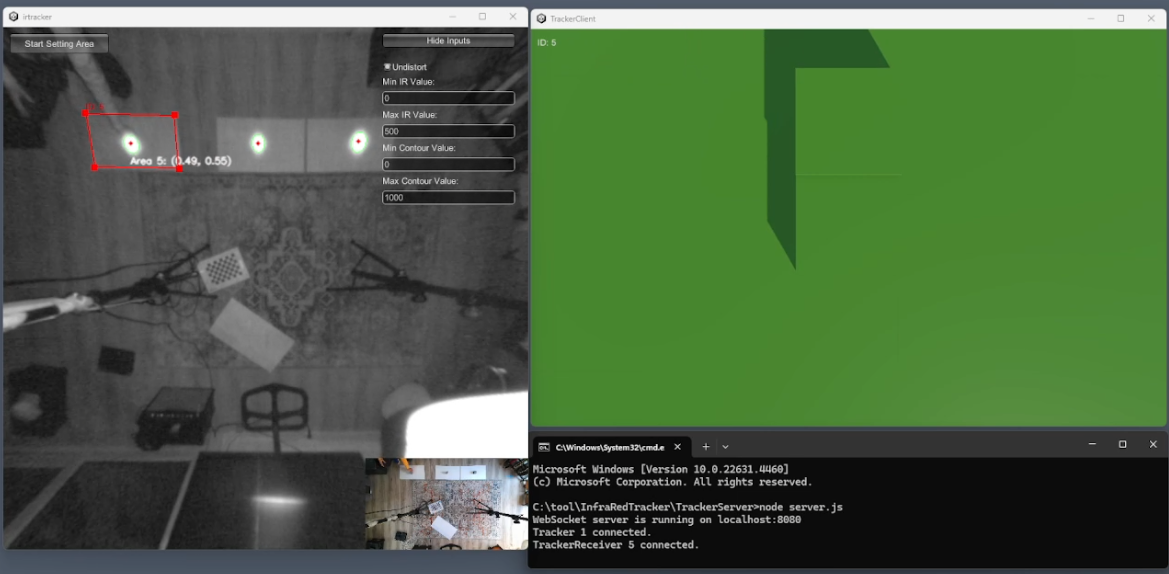 irtracker
Start Setting Area
Hide Inputs
Undistort
Min IR Value:
0
Max IR Value:
500
Min Contour Value:
0
Max Contour Value:
1000
Area 5: (0.49, 0.55)
TrackerClient
ID: 5
C:\Windows\System32\cmd.e
Microsoft Windows [Version 10.0.22631.4460]
(c) Microsoft Corporation. All rights reserved.
C:\tool\InfraRedTracker\TrackerServer>node server.js
WebSocket server is running on localhost:8080
Tracker 1 connected.
TrackerReceiver 5 connected.